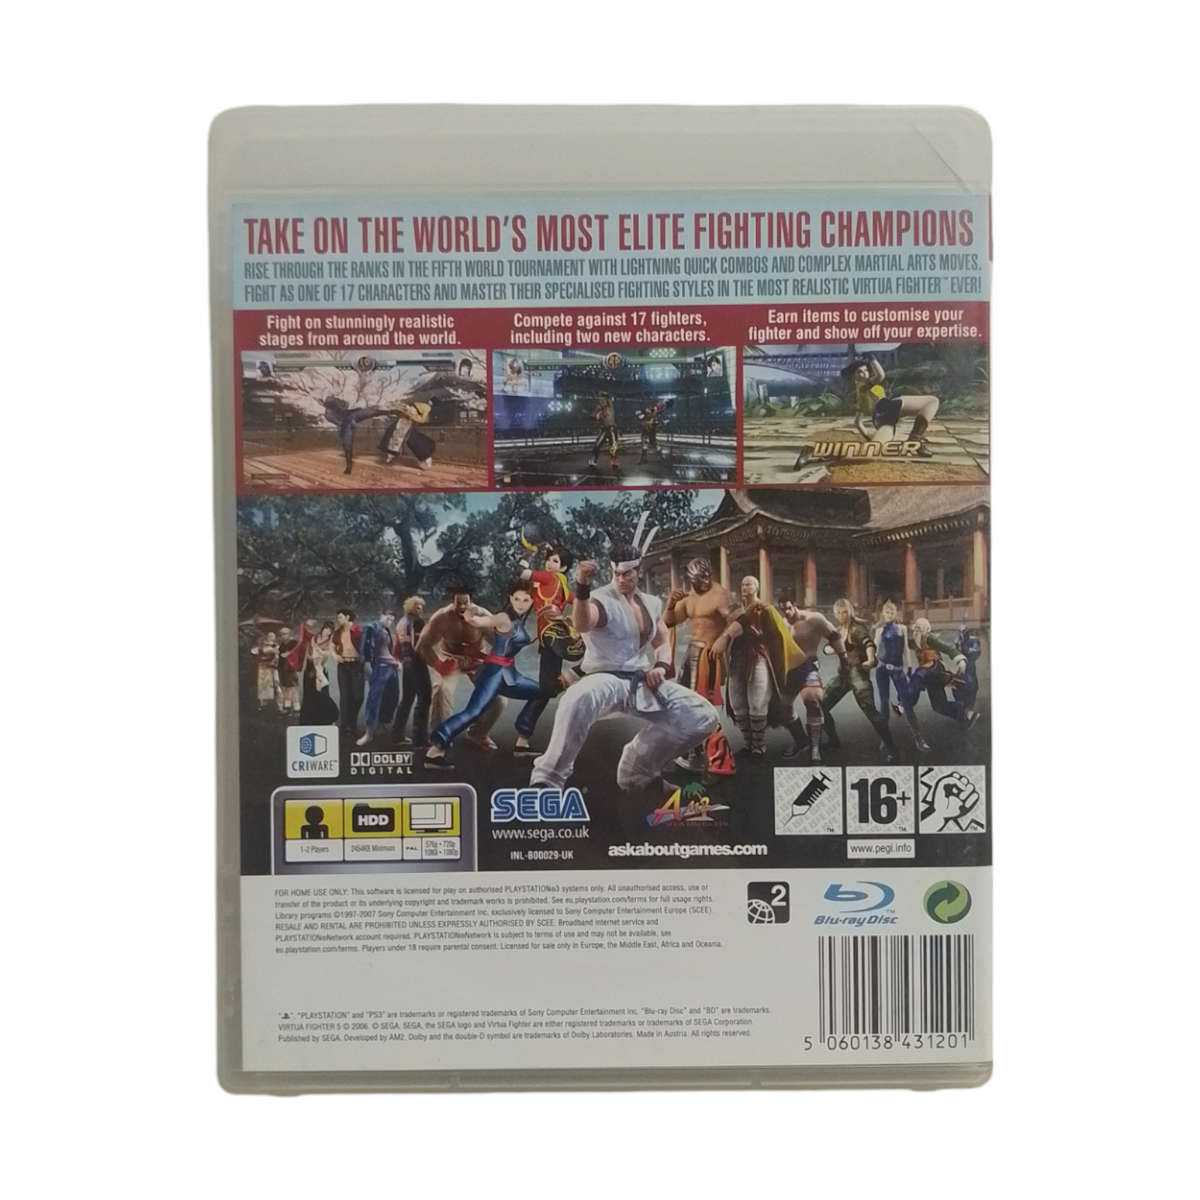 TAKE ON THE WORLD'S MOST ELITE FIGHTING CHAMPIONS
RISE THROUGH THE RANKS IN THE FIFTH WORLD TOURNAMENT WITH LIGHTNING QUICK COMBOS AND COMPLEX MARTIAL ARTS MOVES.
FIGHT AS ONE OF 17 CHARACTERS AND MASTER THEIR SPECIALISED FIGHTING STYLES IN THE MOST REALISTIC VIRTUA FIGHTER™ EVER!
Fight on stunningly realistic
stages from around the world.
Compete against 17 fighters,
including two new characters.
Earn items to customise your
fighter and show off your expertise.
WINNER
CRIWARE™
DOLBY
DIGITAL
HDD
1-2 Players
2454KB Minimum
PAL
576p • 720p
1080i • 1080p
SEGA®
www.sega.co.uk
INL-B00029-UK
AM2
askaboutgames.com
16+
™
www.pegi.info
FOR HOME USE ONLY: This software is licensed for play on authorised PLAYSTATION®3 systems only. All unauthorised access, use or
transfer of the product or its underlying copyright and trademark works is prohibited. See eu.playstation.com/terms for full usage rights.
Library programs ©1997-2007 Sony Computer Entertainment Inc. exclusively licensed to Sony Computer Entertainment Europe (SCEE).
RESALE AND RENTAL ARE PROHIBITED UNLESS EXPRESSLY AUTHORISED BY SCEE. Broadband internet service and
PLAYSTATION®Network account required. PLAYSTATION®Network is subject to terms of use and may not be available, see
eu.playstation.com/terms. Players under 18 require parental consent. Licensed for sale only in Europe, the Middle East, Africa and Oceania.
2
Blu-ray Disc™
", "PLAYSTATION" and "PS3" are trademarks or registered trademarks of Sony Computer Entertainment Inc. "Blu-ray Disc" and "BD" are trademarks.
VIRTUA FIGHTER 5 © 2006. © SEGA. SEGA, the SEGA logo and Virtua Fighter are either registered trademarks or trademarks of SEGA Corporation.
Published by SEGA. Developed by AM2. Dolby and the double-D symbol are trademarks of Dolby Laboratories. Made in Austria. All rights reserved.
5 060138 431201